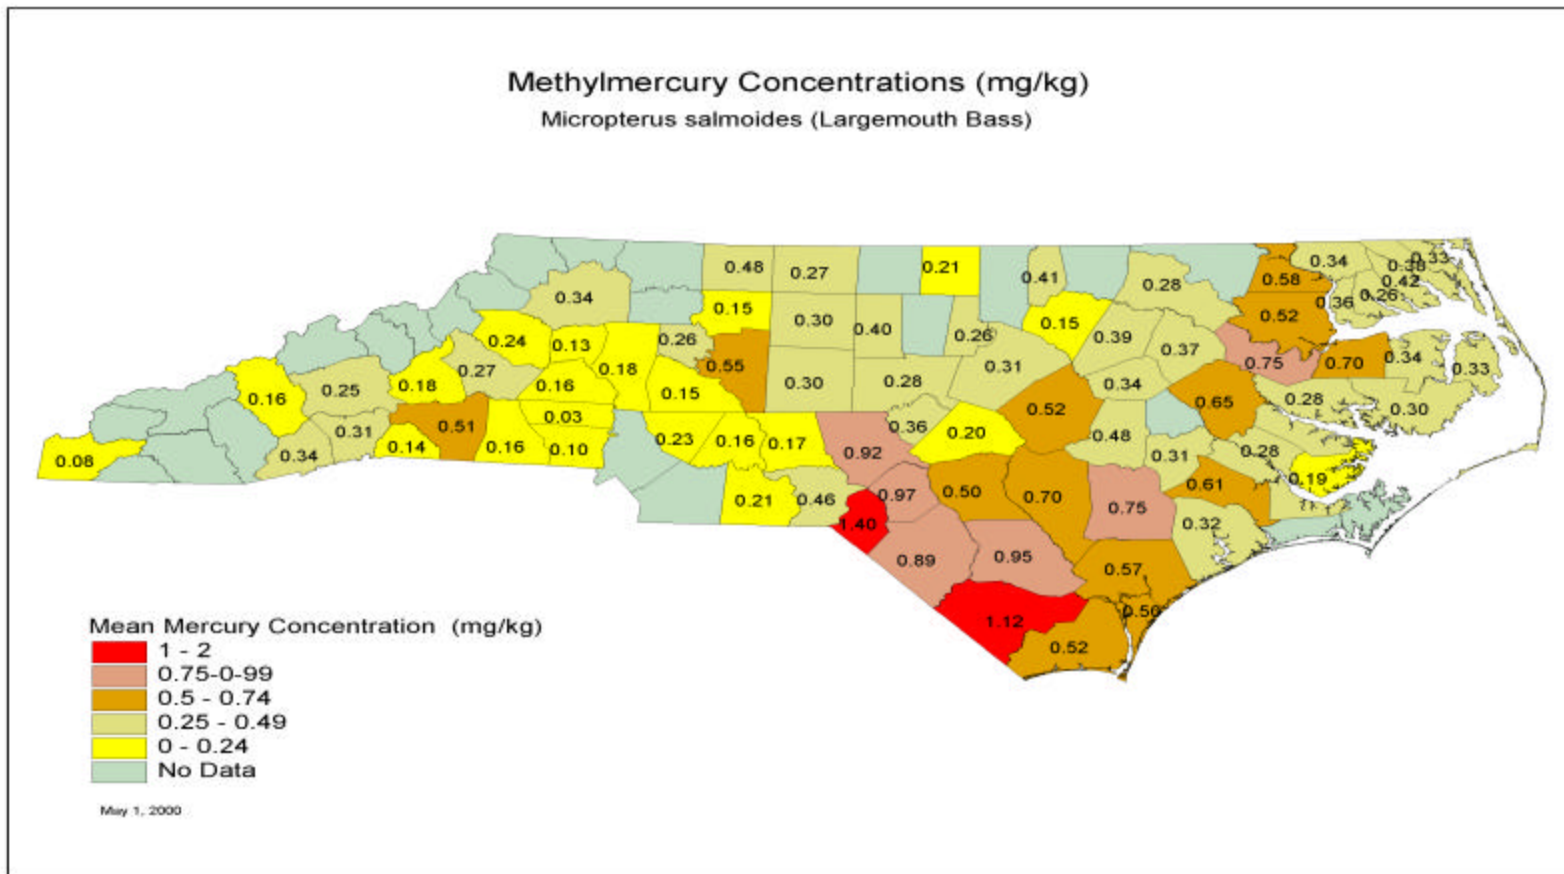 Methylmercury Concentrations (mg/kg)
Micropterus salmoides (Largemouth Bass)
0.48 0.27 0.21 0.41 0.28 0.58 0.34 0.38 0.33
0.42
0.34 0.15 0.30 0.40 0.26 0.15 0.39 0.37 0.52 0.36 0.26
0.24 0.13 0.18 0.26 0.55 0.30 0.28 0.31 0.34 0.75 0.70 0.34 0.33
0.16 0.25 0.18 0.27 0.16 0.15 0.52 0.65 0.28 0.30
0.08 0.34 0.31 0.14 0.51 0.16 0.03 0.10 0.23 0.16 0.17 0.92 0.36 0.20 0.48 0.31 0.28
0.21 0.46 1.40 0.97 0.50 0.70 0.75 0.61 0.19
0.89 0.95 0.57 0.32
1.12 0.52 0.56
Mean Mercury Concentration (mg/kg)
1 - 2
0.75-0-99
0.5 - 0.74
0.25 - 0.49
0 - 0.24
No Data
May 1, 2000